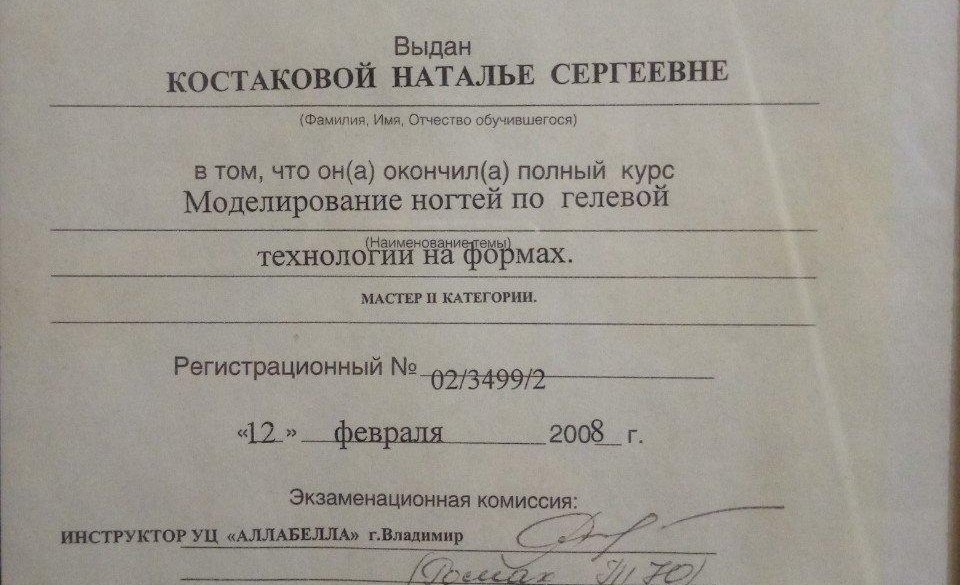 Выдан
КОСТАКОВОЙ НАТАЛЬЕ СЕРГЕЕВНЕ
(Фамилия, Имя, Отчество обучившегося)
в том, что он(а) окончил(а) полный курс
Моделирование ногтей по гелевой
(Наименование темы)
технологии на формах.
МАСТЕР II КАТЕГОРИИ.
Регистрационный № 02/3499/2
«12» февраля 2008 г.
Экзаменационная комиссия:
ИНСТРУКТОР УЦ «АЛЛАБЕЛЛА» г.Владимир